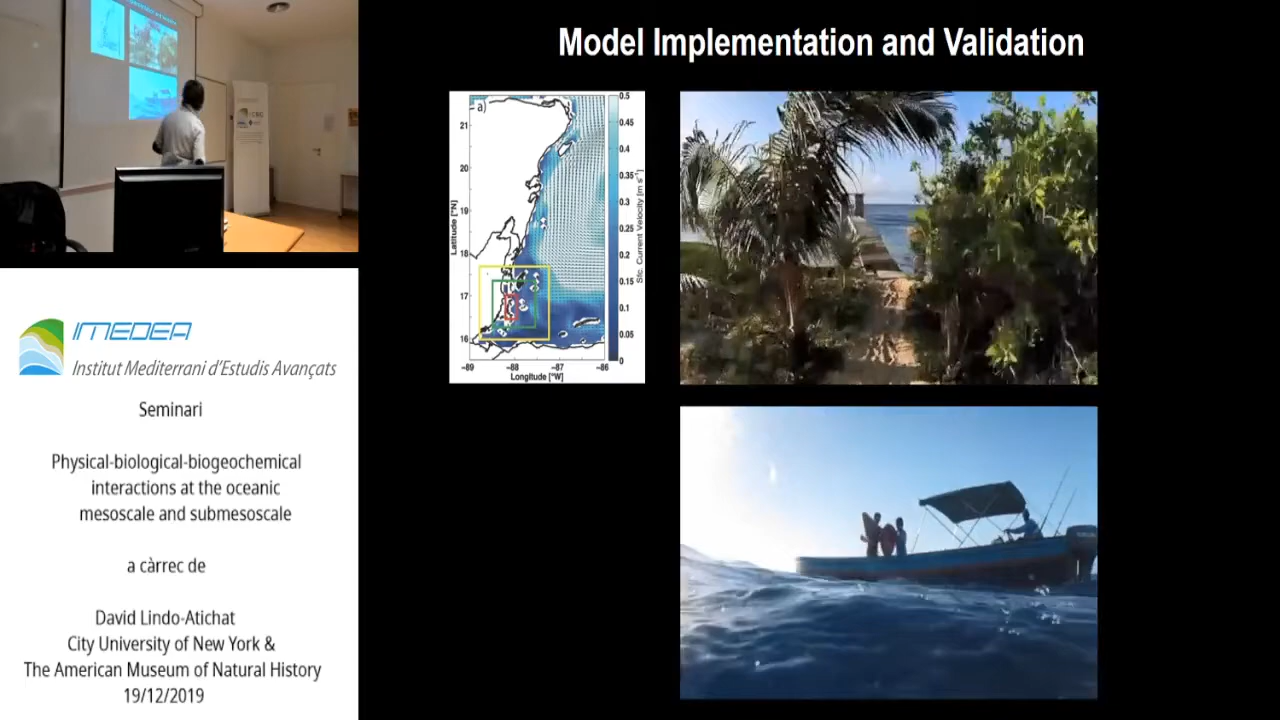 Model Implementation and Validation
a)
21
20
19
18
17
16
Latitude [°N]
-89
-88
-87
-86
Longitude [°W]
0.5
0.45
0.4
0.35
0.3
0.25
0.2
0.15
0.1
0.05
0
Sfc. Current Velocity [m s⁻¹]
IMEDEA
Institut Mediterrani d'Estudis Avançats
Seminari
Physical-biological-biogeochemical
interactions at the oceanic
mesoscale and submesoscale
a càrrec de
David Lindo-Atichat
City University of New York &
The American Museum of Natural History
19/12/2019